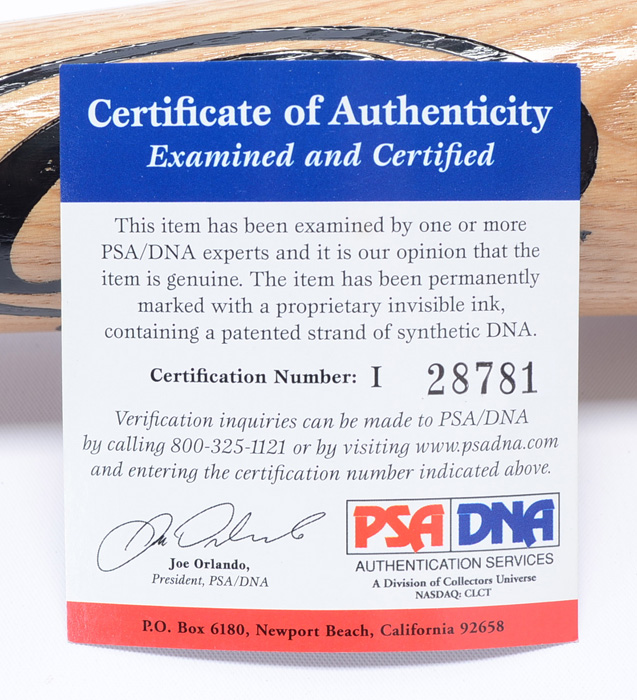 Certificate of Authenticity
Examined and Certified
This item has been examined by one or more
PSA/DNA experts and it is our opinion that the
item is genuine. The item has been permanently
marked with a proprietary invisible ink,
containing a patented strand of synthetic DNA.
Certification Number: I 28781
Verification inquiries can be made to PSA/DNA
by calling 800-325-1121 or by visiting www.psadna.com
and entering the certification number indicated above.
Joe Orlando,
President, PSA/DNA
PSA DNA
AUTHENTICATION SERVICES
A Division of Collectors Universe
NASDAQ: CLCT
P.O. Box 6180, Newport Beach, California 92658